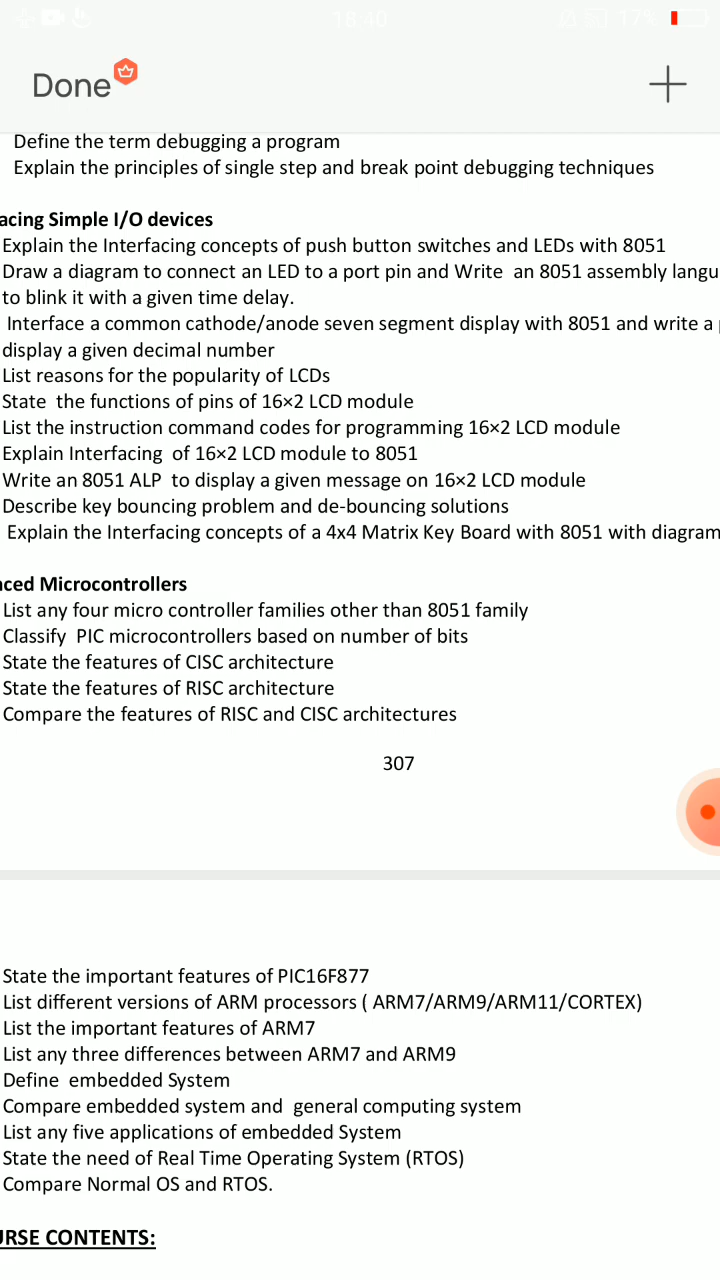 18:40
17%
Done
Define the term debugging a program
Explain the principles of single step and break point debugging techniques
acing Simple I/O devices
Explain the Interfacing concepts of push button switches and LEDs with 8051
Draw a diagram to connect an LED to a port pin and Write an 8051 assembly langu
to blink it with a given time delay.
Interface a common cathode/anode seven segment display with 8051 and write a
display a given decimal number
List reasons for the popularity of LCDs
State the functions of pins of 16×2 LCD module
List the instruction command codes for programming 16×2 LCD module
Explain Interfacing of 16×2 LCD module to 8051
Write an 8051 ALP to display a given message on 16×2 LCD module
Describe key bouncing problem and de-bouncing solutions
Explain the Interfacing concepts of a 4x4 Matrix Key Board with 8051 with diagram
nced Microcontrollers
List any four micro controller families other than 8051 family
Classify PIC microcontrollers based on number of bits
State the features of CISC architecture
State the features of RISC architecture
Compare the features of RISC and CISC architectures
307
State the important features of PIC16F877
List different versions of ARM processors ( ARM7/ARM9/ARM11/CORTEX)
List the important features of ARM7
List any three differences between ARM7 and ARM9
Define embedded System
Compare embedded system and general computing system
List any five applications of embedded System
State the need of Real Time Operating System (RTOS)
Compare Normal OS and RTOS.
URSE CONTENTS: